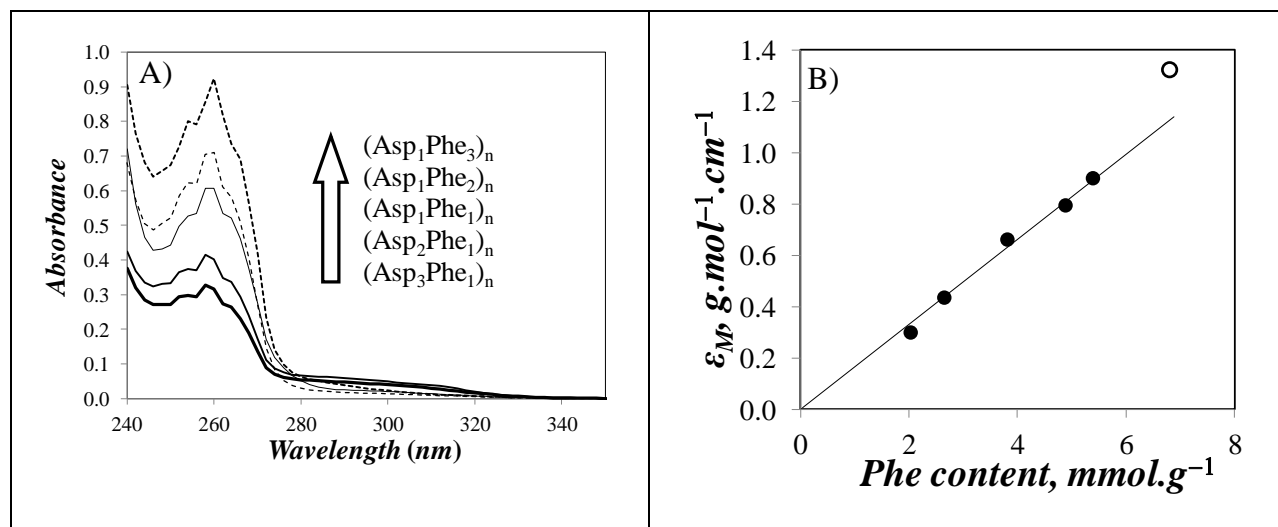 A)
1.0
0.9
0.8
0.7
0.6
0.5
0.4
0.3
0.2
0.1
0.0
Absorbance
(Asp₁Phe₃)ₙ
(Asp₁Phe₂)ₙ
(Asp₁Phe₁)ₙ
(Asp₂Phe₁)ₙ
(Asp₃Phe₁)ₙ
240 260 280 300 320 340
Wavelength (nm)
B)
1.4
1.2
1.0
0.8
0.6
0.4
0.2
0.0
ε_M, g.mol⁻¹.cm⁻¹
0 2 4 6 8
Phe content, mmol.g⁻¹